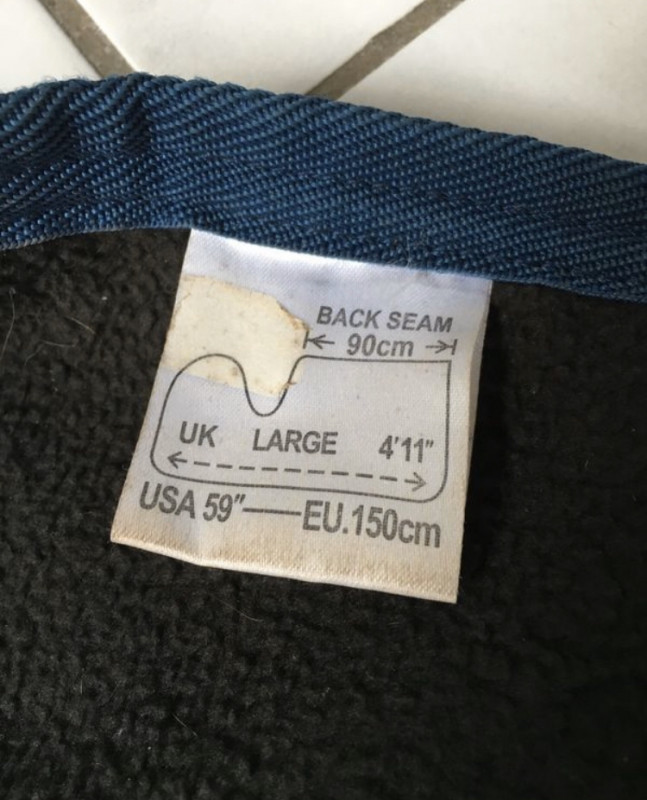 BACK SEAM
90cm
UK LARGE 4'11"
USA 59"—EU.150cm